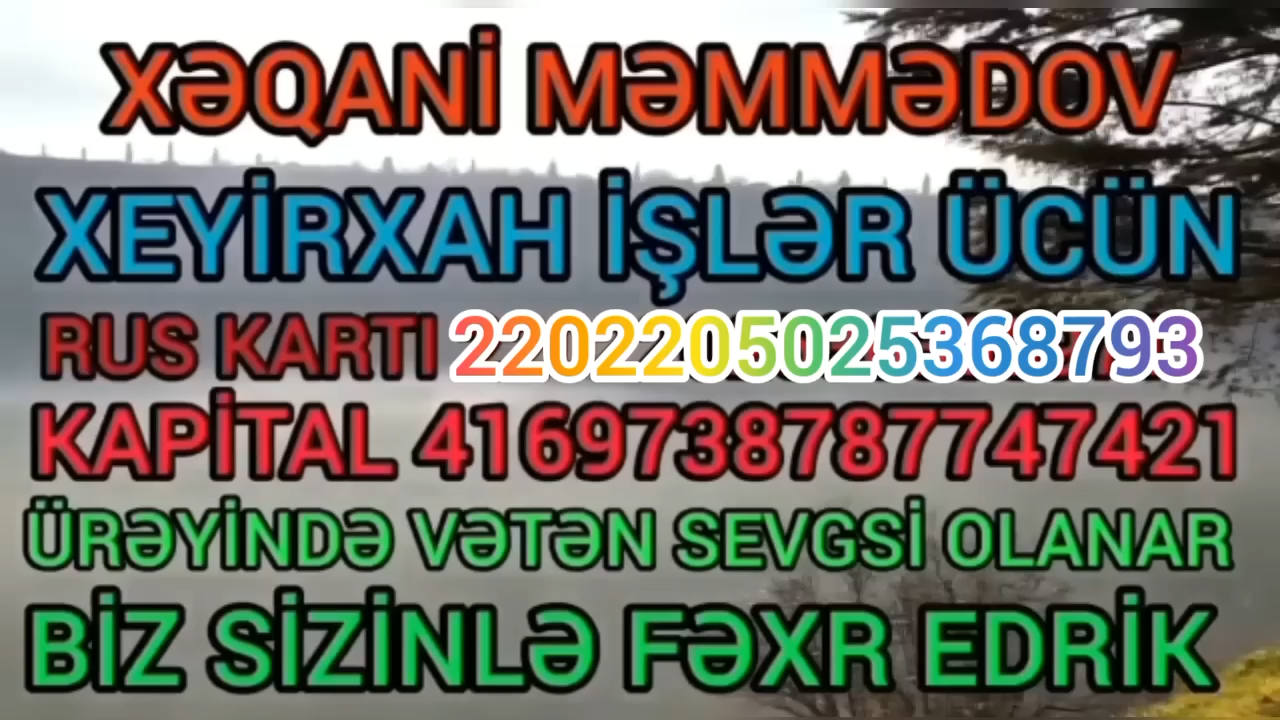 XƏQANİ MƏMMƏDOV
XEYİRXAH İŞLƏR ÜCÜN
RUS KARTI 2202205025368793
KAPİTAL 4169738787747421
ÜRƏYİNDƏ VƏTƏN SEVGSİ OLANAR
BİZ SİZİNLƏ FƏXR EDRİK